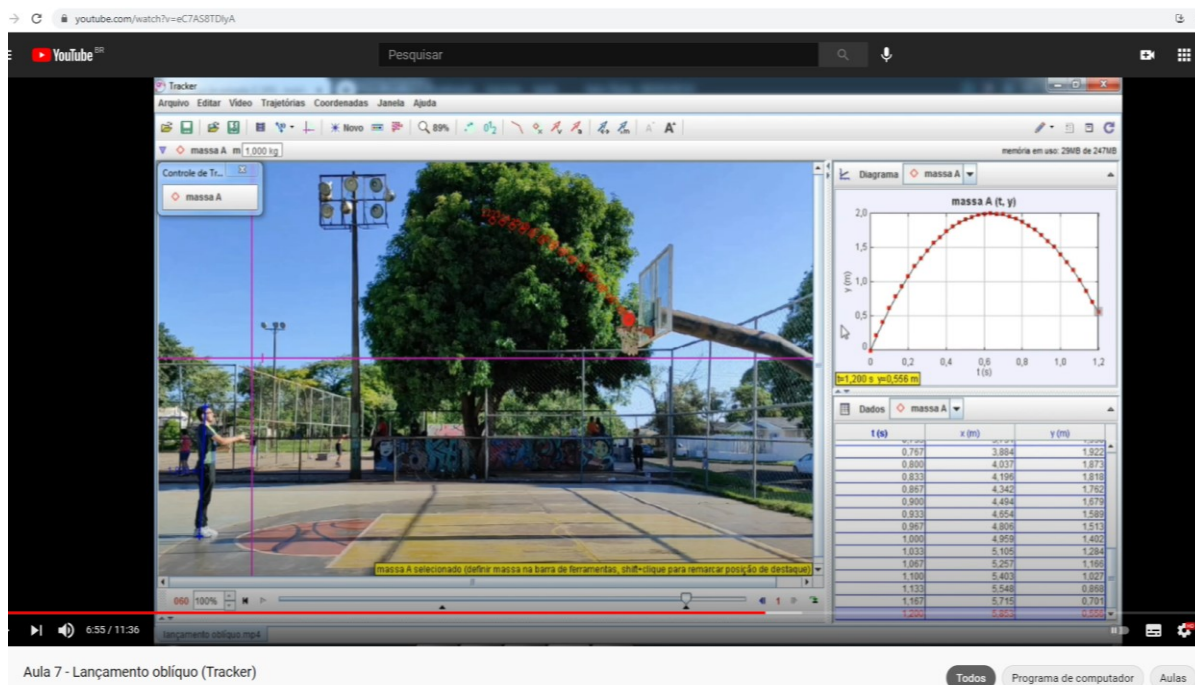 youtube.com/watch?v=eC7AS8TDlyA
YouTube BR
Pesquisar
Tracker
Arquivo Editar Vídeo Trajetórias Coordenadas Janela Ajuda
Novo 89%
massa A m 1,000 kg
memória em uso: 29MB de 247MB
Controle de Tr...
massa A
Diagrama massa A
massa A (t, y)
2,0
1,5
1,0
0,5
0
y (m)
0 0,2 0,4 0,6 0,8 1,0 1,2
t (s)
t=1,200 s y=0,556 m
Dados massa A
t (s) x (m) y (m)
0,767 3,884 1,922
0,800 4,037 1,873
0,833 4,196 1,818
0,867 4,342 1,762
0,900 4,494 1,679
0,933 4,654 1,589
0,967 4,806 1,513
1,000 4,959 1,402
1,033 5,105 1,284
1,067 5,257 1,166
1,100 5,403 1,027
1,133 5,548 0,868
1,167 5,715 0,701
1,200 5,853 0,556
massa A selecionado (definir massa na barra de ferramentas, shift+clique para remarcar posição de destaque)
060 100% 1
6:55 / 11:36
lançamento oblíquo.mp4
Aula 7 - Lançamento oblíquo (Tracker)
Todos Programa de computador Aulas